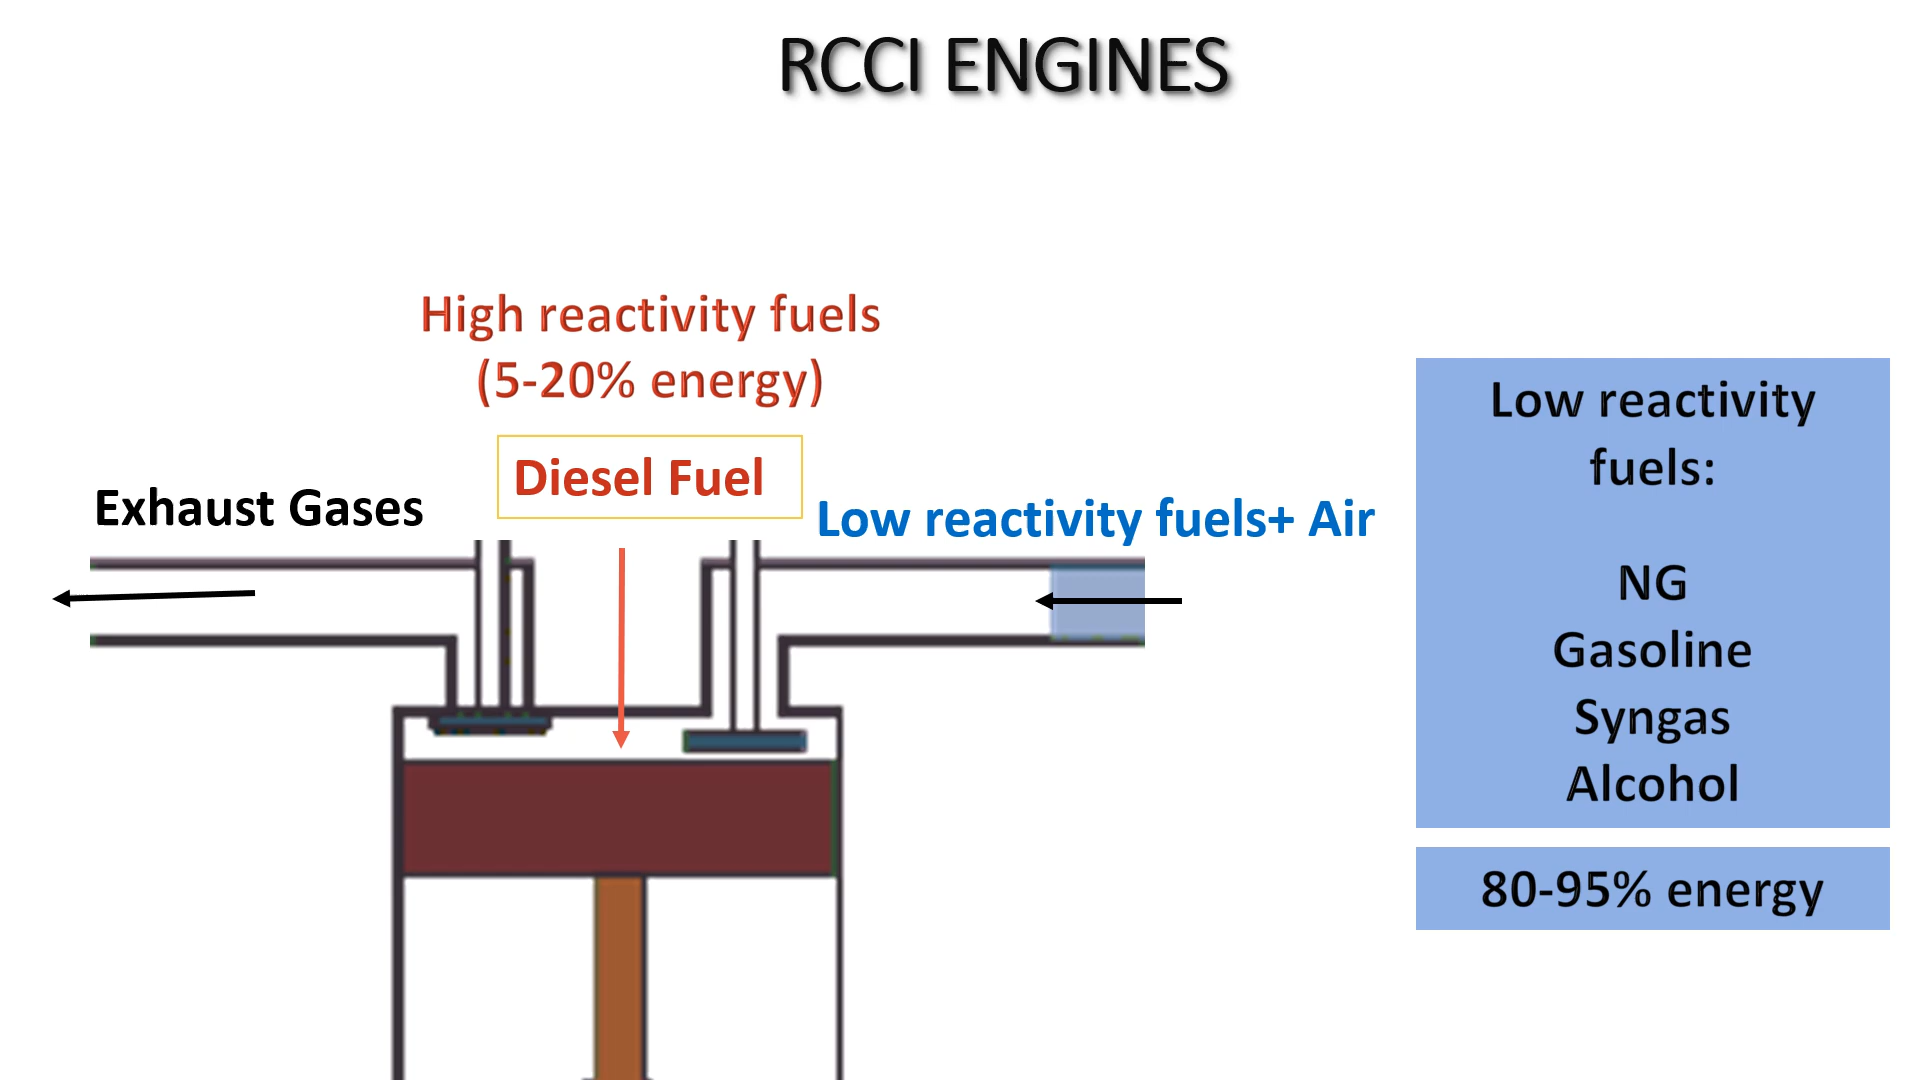 RCCI ENGINES
High reactivity fuels
(5-20% energy)
Diesel Fuel
Exhaust Gases
Low reactivity fuels+ Air
Low reactivity
fuels:
NG
Gasoline
Syngas
Alcohol
80-95% energy